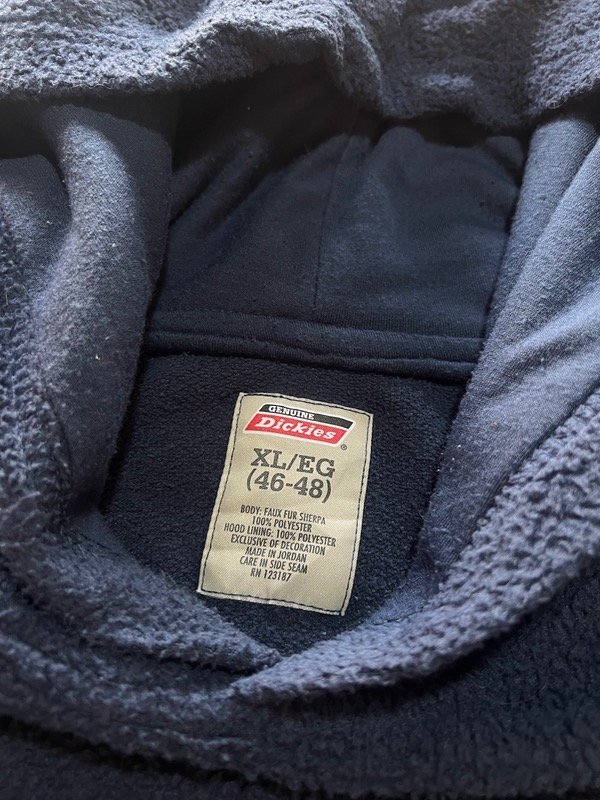 GENUINE
Dickies
®
XL/EG
(46-48)
BODY: FAUX FUR SHERPA
100% POLYESTER
HOOD LINING: 100% POLYESTER
EXCLUSIVE OF DECORATION
MADE IN JORDAN
CARE IN SIDE SEAM
RN 123187